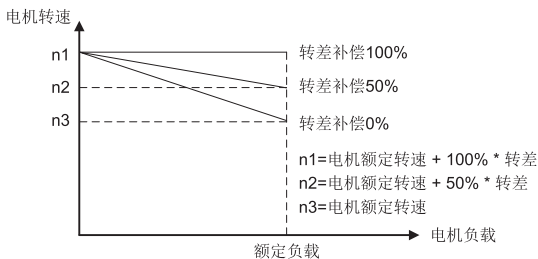 电机转速
n1
转差补偿100%
n2
转差补偿50%
n3
转差补偿0%
n1=电机额定转速 + 100% * 转差
n2=电机额定转速 + 50% * 转差
n3=电机额定转速
电机负载
额定负载